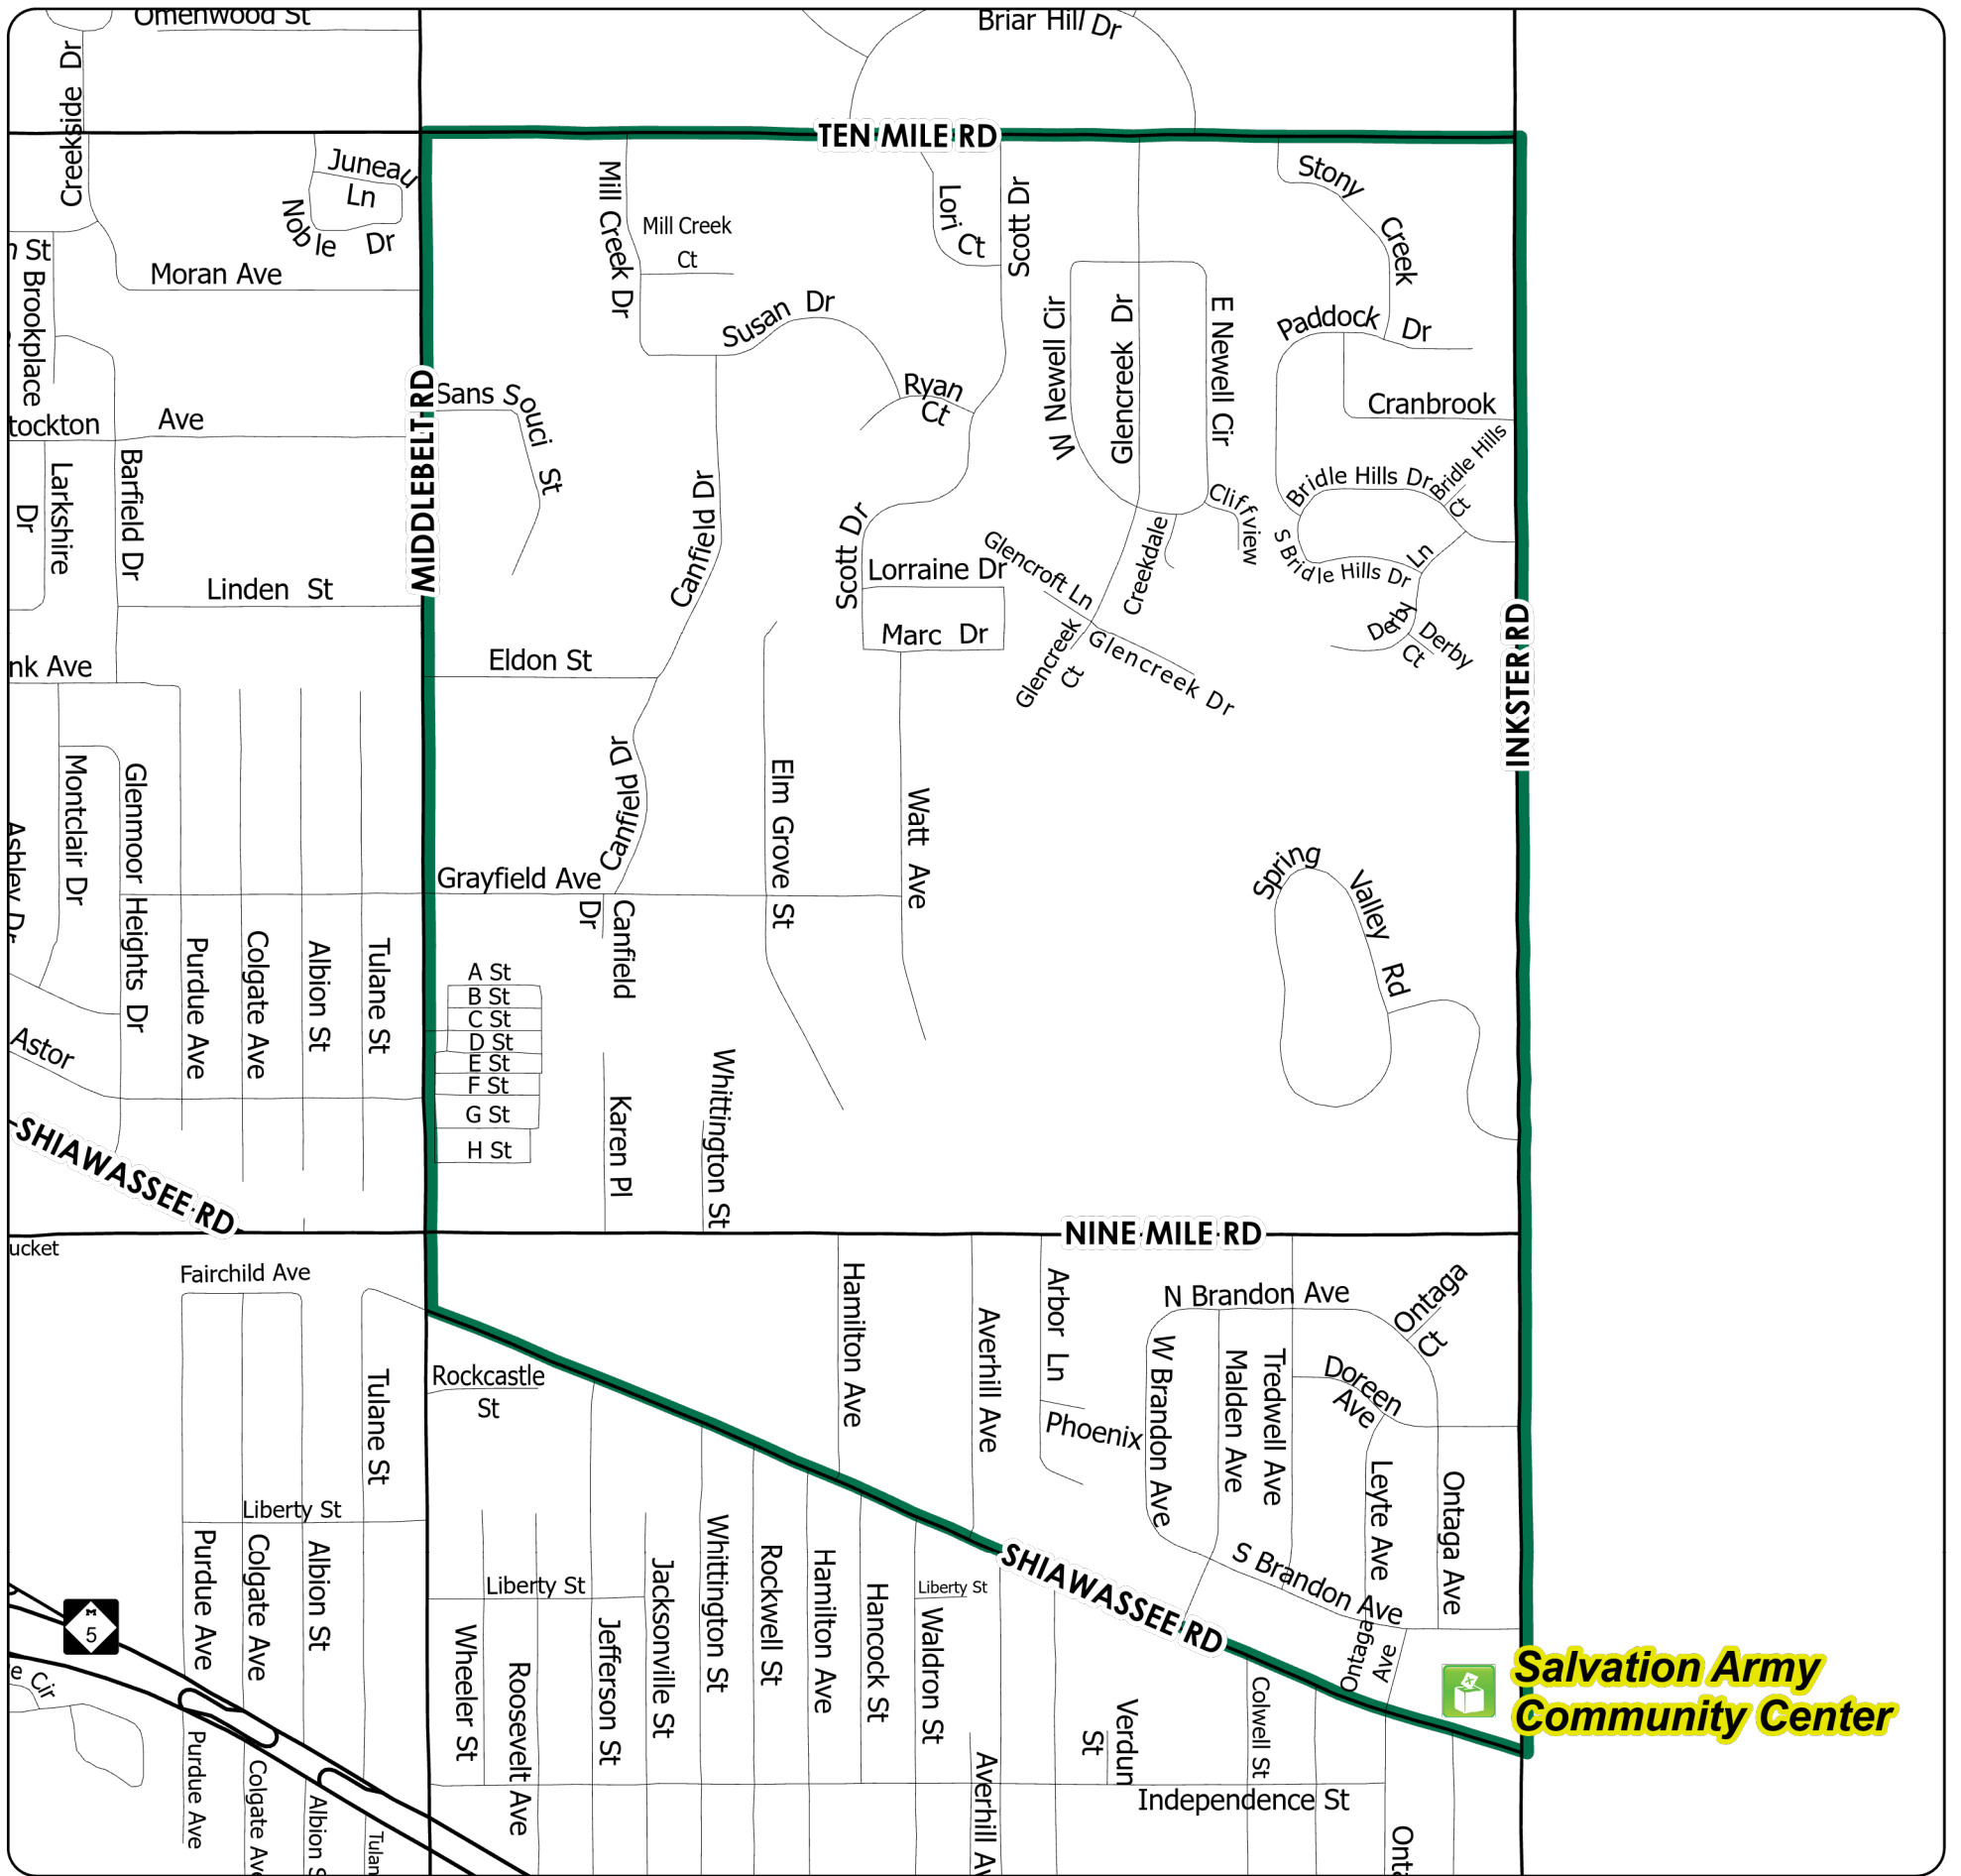 Omenwood St
Briar Hill Dr
Creekside Dr
TEN MILE RD
Juneau
Ln
Noble Dr
Mill Creek Dr
Mill Creek
Ct
Lori Ct
Scott Dr
Stony Creek
St
Moran Ave
Brookplace
Susan Dr
W Newell Cir
Glencreek Dr
E Newell Cir
Paddock Dr
MIDDLEBELT RD
Sans Souci St
Ryan
Ct
Cranbrook
Ave
Barfield Dr
Larkshire
Dr
Canfield Dr
Scott Dr
Bridle Hills Dr
Bridle Hills
Ct
Cliffview
Creekdale
Glencroft Ln
S Bridle Hills Dr
Ln
Lorraine Dr
Linden St
Marc Dr
Derby
Derby
Ct
INKSTER RD
Eldon St
Ave
Glencreek
Ct
Glencreek Dr
Canfield Dr
Montclair Dr
Glenmoor Heights Dr
Ashley Dr
Elm Grove St
Watt Ave
Spring Valley Rd
Grayfield Ave
Canfield
Dr
Purdue Ave
Colgate Ave
Albion St
Tulane St
A St
B St
C St
D St
E St
F St
G St
H St
Astor
Karen Pl
Whittington St
SHIAWASSEE RD
NINE MILE RD
Fairchild Ave
Hamilton Ave
Averhill Ave
Arbor Ln
N Brandon Ave
Ontaga
Ct
W Brandon Ave
Malden Ave
Tredwell Ave
Doreen
Ave
Rockcastle
St
Tulane St
Phoenix
Leyte Ave
Ontaga Ave
Liberty St
Purdue Ave
Colgate Ave
Albion St
Liberty St
Wheeler St
Roosevelt Ave
Jefferson St
Jacksonville St
Whittington St
Rockwell St
Hamilton Ave
Hancock St
Liberty St
Waldron St
SHIAWASSEE RD
S Brandon Ave
Ontaga
Ave
M
5
Cir
Salvation Army
Community Center
Verdun
St
Colwell St
Purdue Ave
Colgate Ave
Albion S
Tulan
Averhill Av
Independence St
Onta